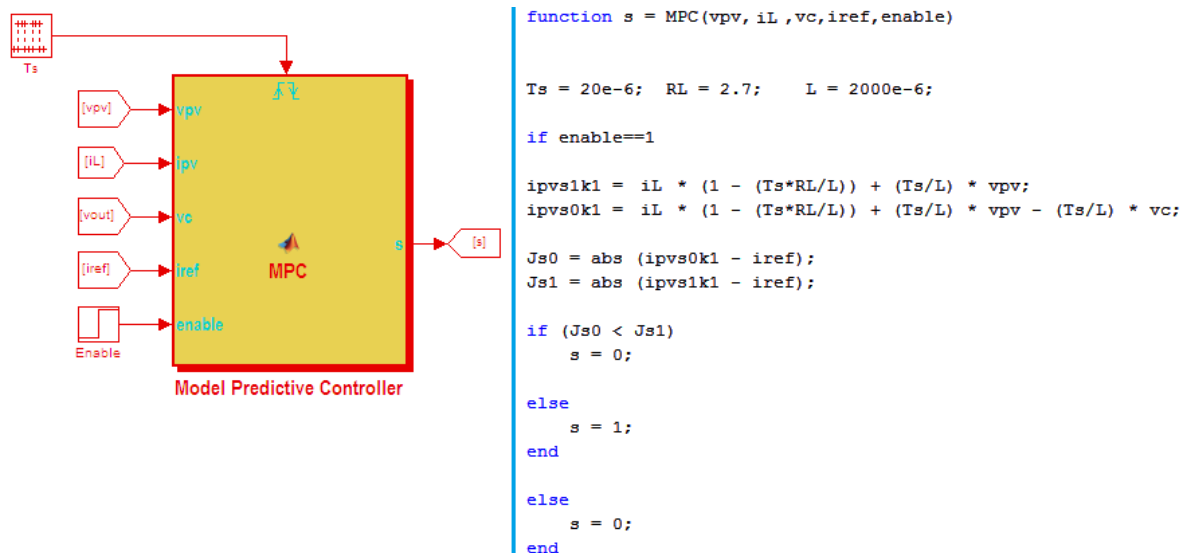 Ts
[vpv]
vpv
[iL]
ipv
[vout]
vc
[iref]
iref
Enable
enable
MPC
s
[s]
Model Predictive Controller
function s = MPC(vpv, iL ,vc,iref,enable)
Ts = 20e-6; RL = 2.7; L = 2000e-6;
if enable==1
ipvs1k1 = iL * (1 - (Ts*RL/L)) + (Ts/L) * vpv;
ipvs0k1 = iL * (1 - (Ts*RL/L)) + (Ts/L) * vpv - (Ts/L) * vc;
Js0 = abs (ipvs0k1 - iref);
Js1 = abs (ipvs1k1 - iref);
if (Js0 < Js1)
s = 0;
else
s = 1;
end
else
s = 0;
end